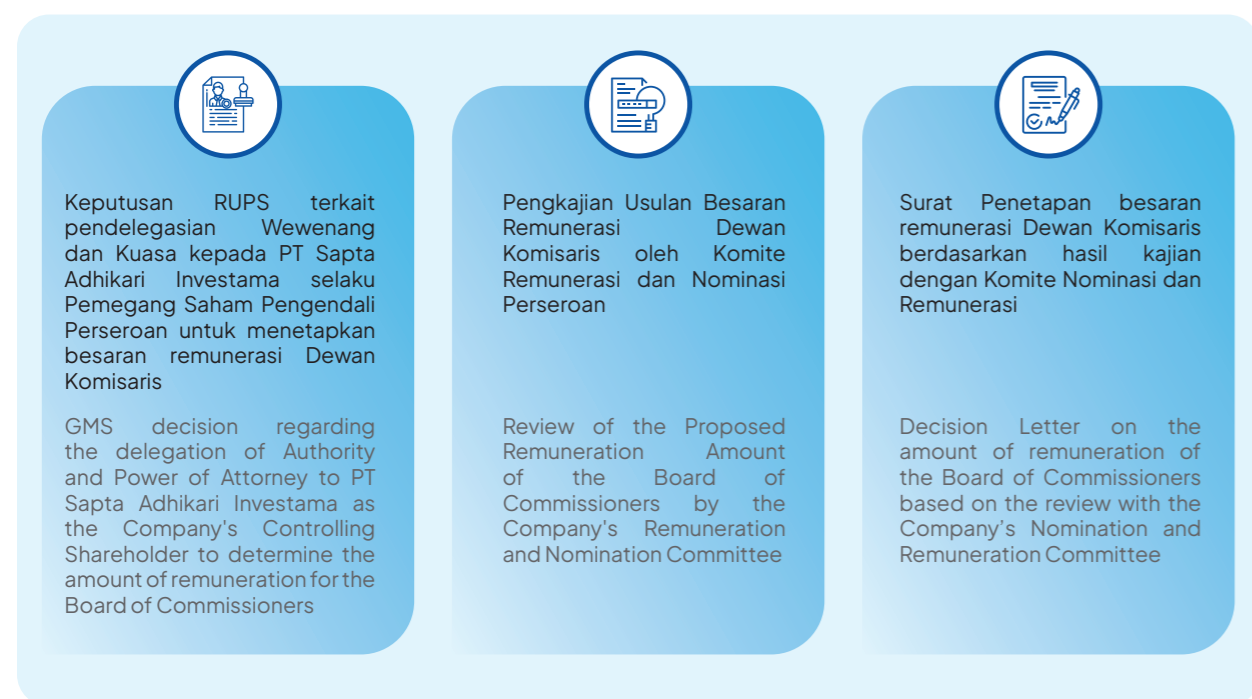 Keputusan RUPS terkait
pendelegasian Wewenang
dan Kuasa kepada PT Sapta
Adhikari Investama selaku
Pemegang Saham Pengendali
Perseroan untuk menetapkan
besaran remunerasi Dewan
Komisaris
GMS decision regarding
the delegation of Authority
and Power of Attorney to PT
Sapta Adhikari Investama as
the Company's Controlling
Shareholder to determine the
amount of remuneration for the
Board of Commissioners
Pengkajian Usulan Besaran
Remunerasi Dewan
Komisaris oleh Komite
Remunerasi dan Nominasi
Perseroan
Review of the Proposed
Remuneration Amount
of the Board of
Commissioners by the
Company's Remuneration
and Nomination Committee
Surat Penetapan besaran
remunerasi Dewan Komisaris
berdasarkan hasil kajian
dengan Komite Nominasi dan
Remunerasi
Decision Letter on the
amount of remuneration of
the Board of Commissioners
based on the review with the
Company’s Nomination and
Remuneration Committee